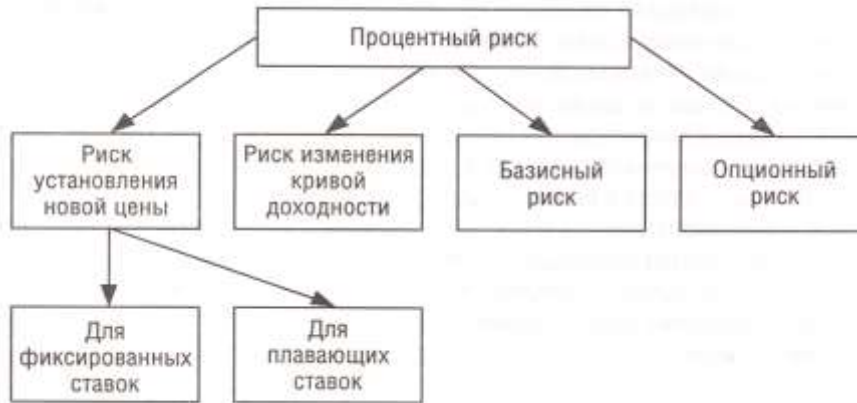 Процентный риск
Риск
установления
новой цены
Риск изменения
кривой
доходности
Базисный
риск
Опционный
риск
Для
фиксированных
ставок
Для
плавающих
ставок